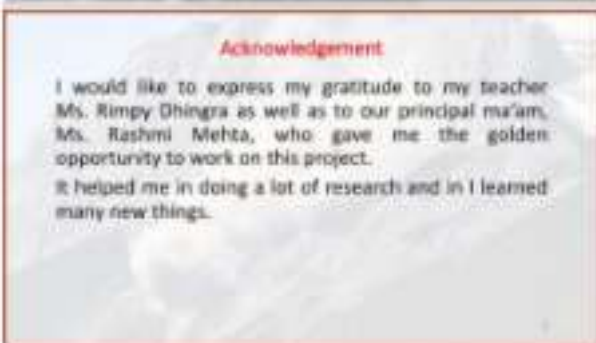 Acknowledgement
I would like to express my gratitude to my teacher
Ms. Rimpy Dhingra as well as to our principal ma'am,
Ms. Rashmi Mehta, who gave me the golden
opportunity to work on this project.
It helped me in doing a lot of research and in I learned
many new things.